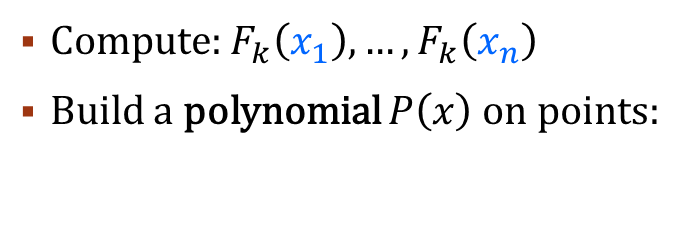 ▪ Compute: 𝐹ₖ(𝑥₁), … , 𝐹ₖ(𝑥ₙ)
▪ Build a polynomial 𝑃(𝑥) on points: